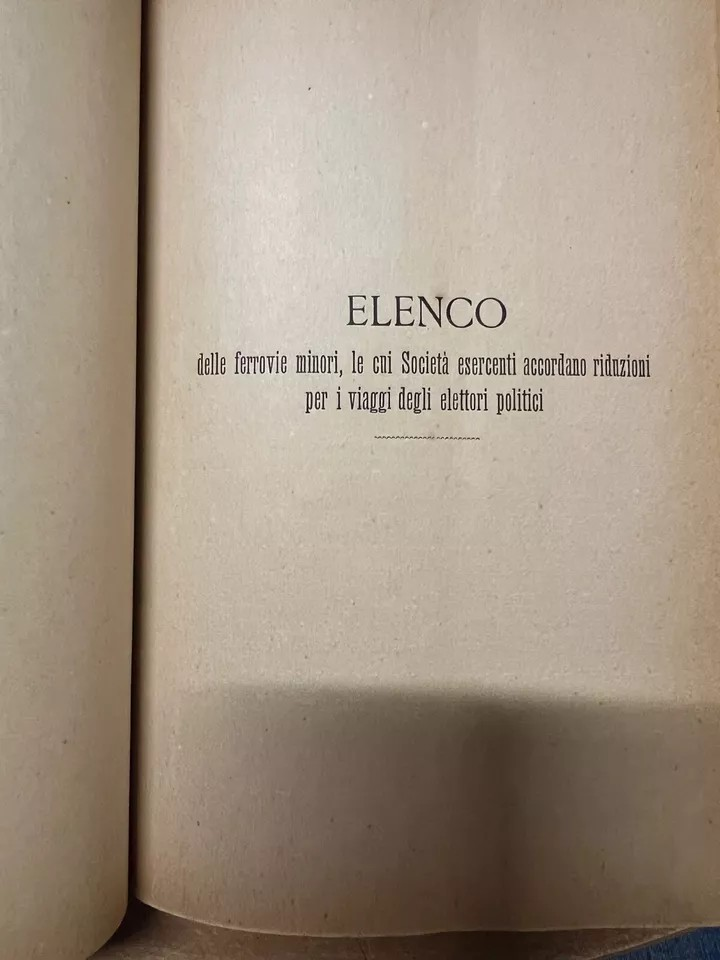 ELENCO
delle ferrovie minori, le cui Società esercenti accordano riduzioni
per i viaggi degli elettori politici